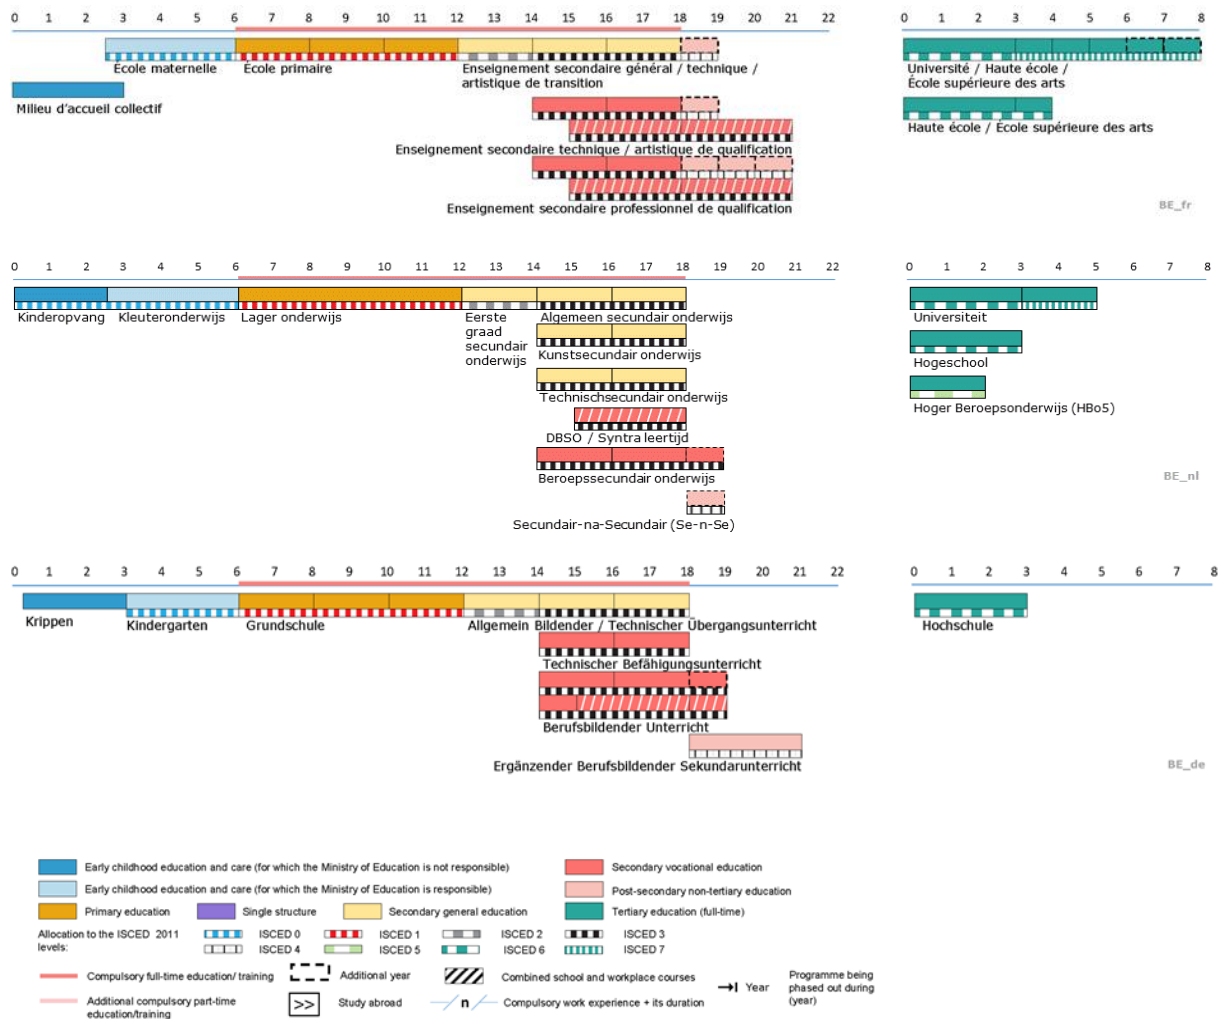 0 1 2 3 4 5 6 7 8 9 10 11 12 13 14 15 16 17 18 19 20 21 22
0 1 2 3 4 5 6 7 8
École maternelle
École primaire
Enseignement secondaire général / technique /
artistique de transition
Université / Haute école /
École supérieure des arts
Milieu d'accueil collectif
Haute école / École supérieure des arts
Enseignement secondaire technique / artistique de qualification
Enseignement secondaire professionnel de qualification
BE_fr
0 1 2 3 4 5 6 7 8 9 10 11 12 13 14 15 16 17 18 19 20 21 22
0 1 2 3 4 5 6 7 8
Kinderopvang
Kleuteronderwijs
Lager onderwijs
Eerste
graad
secundair
onderwijs
Algemeen secundair onderwijs
Universiteit
Kunstsecundair onderwijs
Hogeschool
Technischsecundair onderwijs
Hoger Beroepsonderwijs (HBo5)
DBSO / Syntra leertijd
Beroepssecundair onderwijs
BE_nl
Secundair-na-Secundair (Se-n-Se)
0 1 2 3 4 5 6 7 8 9 10 11 12 13 14 15 16 17 18 19 20 21 22
0 1 2 3 4 5 6 7 8
Krippen
Kindergarten
Grundschule
Allgemein Bildender / Technischer Übergangsunterricht
Hochschule
Technischer Befähigungsunterricht
Berufsbildender Unterricht
Ergänzender Berufsbildender Sekundarunterricht
BE_de
Early childhood education and care (for which the Ministry of Education is not responsible)
Secondary vocational education
Early childhood education and care (for which the Ministry of Education is responsible)
Post-secondary non-tertiary education
Primary education
Single structure
Secondary general education
Tertiary education (full-time)
Allocation to the ISCED 2011
levels:
ISCED 0
ISCED 1
ISCED 2
ISCED 3
ISCED 4
ISCED 5
ISCED 6
ISCED 7
Compulsory full-time education/ training
Additional year
Combined school and workplace courses
Year
Programme being
phased out during
(year)
Additional compulsory part-time
education/training
>>
Study abroad
n
Compulsory work experience + its duration